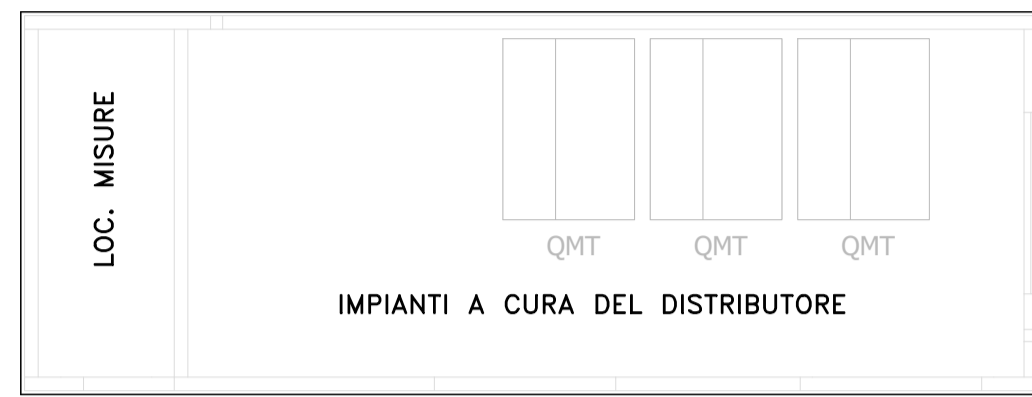 LOC. MISURE
QMT QMT QMT
IMPIANTI A CURA DEL DISTRIBUTORE